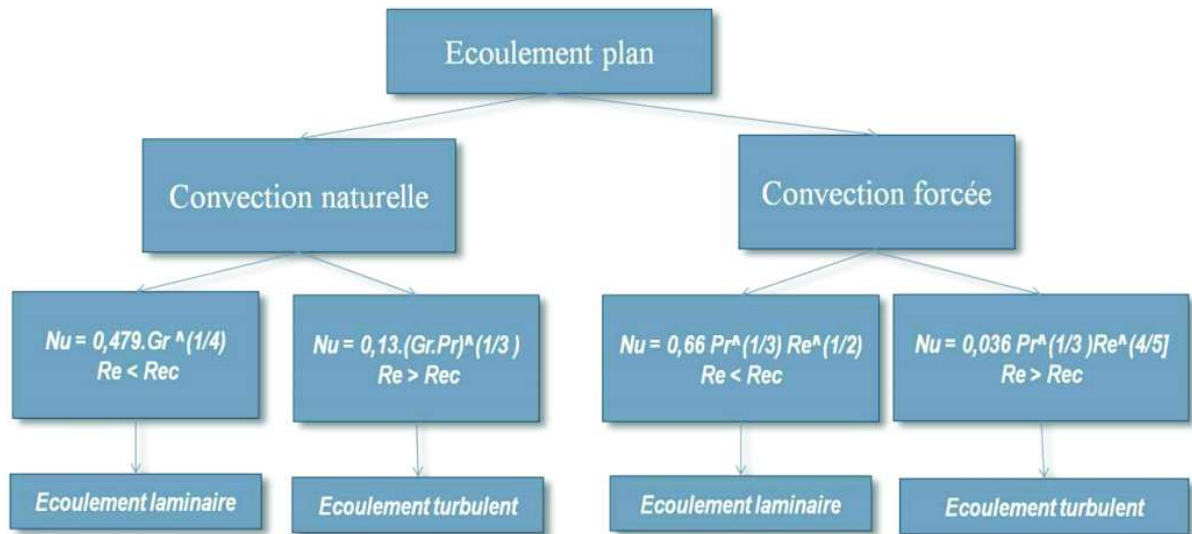 Ecoulement plan
Convection naturelle
Convection forcée
Nu = 0,479.Gr ^(1/4)
Re < Rec
Nu = 0,13.(Gr.Pr)^(1/3 )
Re > Rec
Nu = 0,66 Pr^(1/3) Re^(1/2)
Re < Rec
Nu = 0,036 Pr^(1/3 )Re^(4/5]
Re > Rec
Ecoulement laminaire
Ecoulement turbulent
Ecoulement laminaire
Ecoulement turbulent